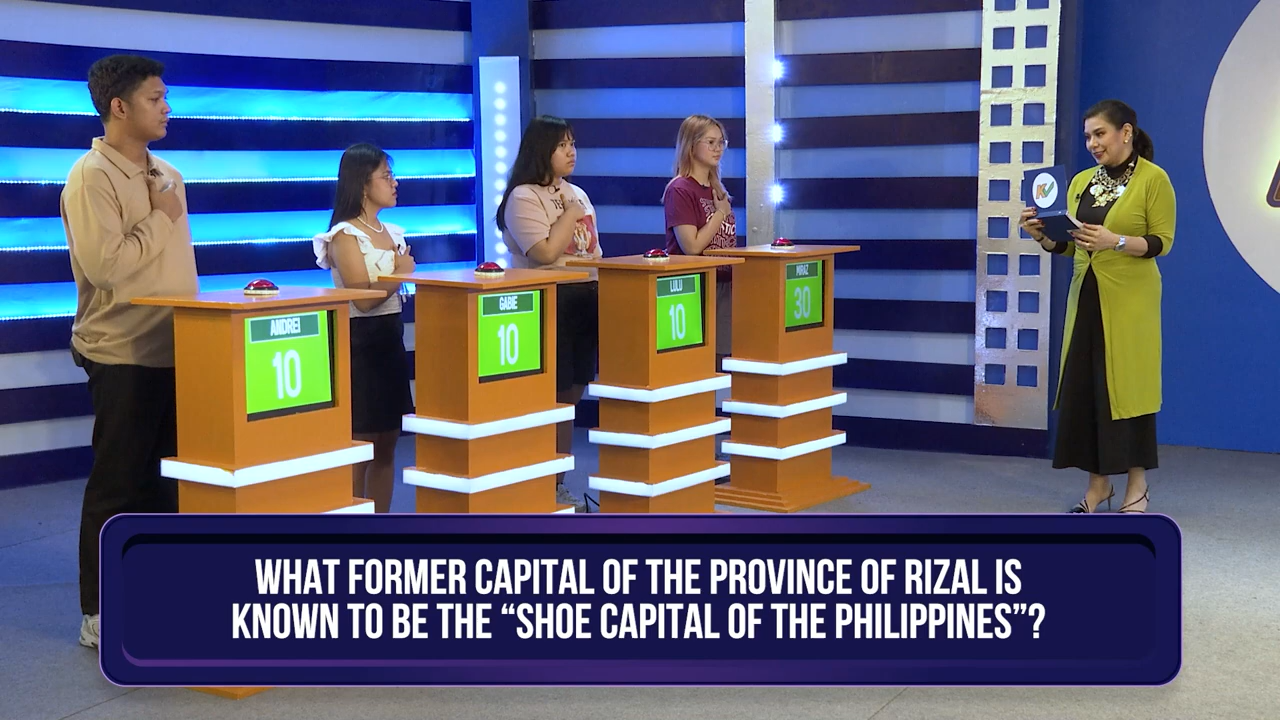 ANDREI
10
GABIE
10
LULU
10
MIRAZ
30
WHAT FORMER CAPITAL OF THE PROVINCE OF RIZAL IS
KNOWN TO BE THE “SHOE CAPITAL OF THE PHILIPPINES”?